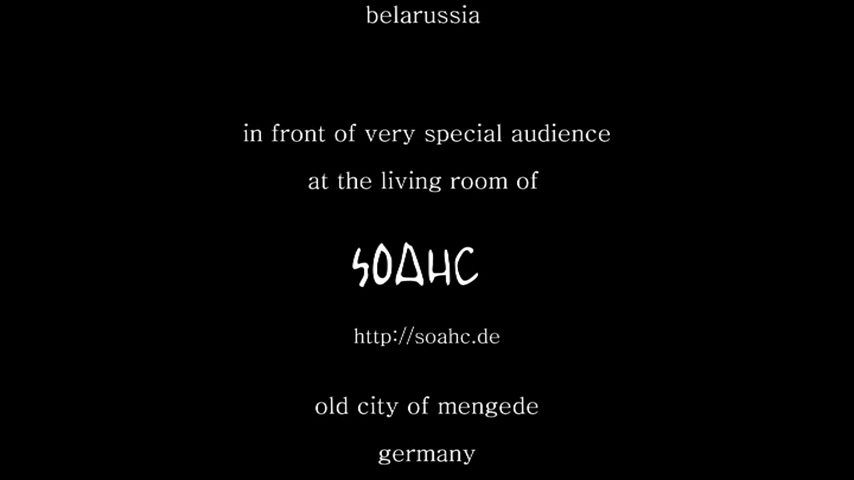 belarussia
in front of very special audience
at the living room of
SOAHC
http://soahc.de
old city of mengede
germany